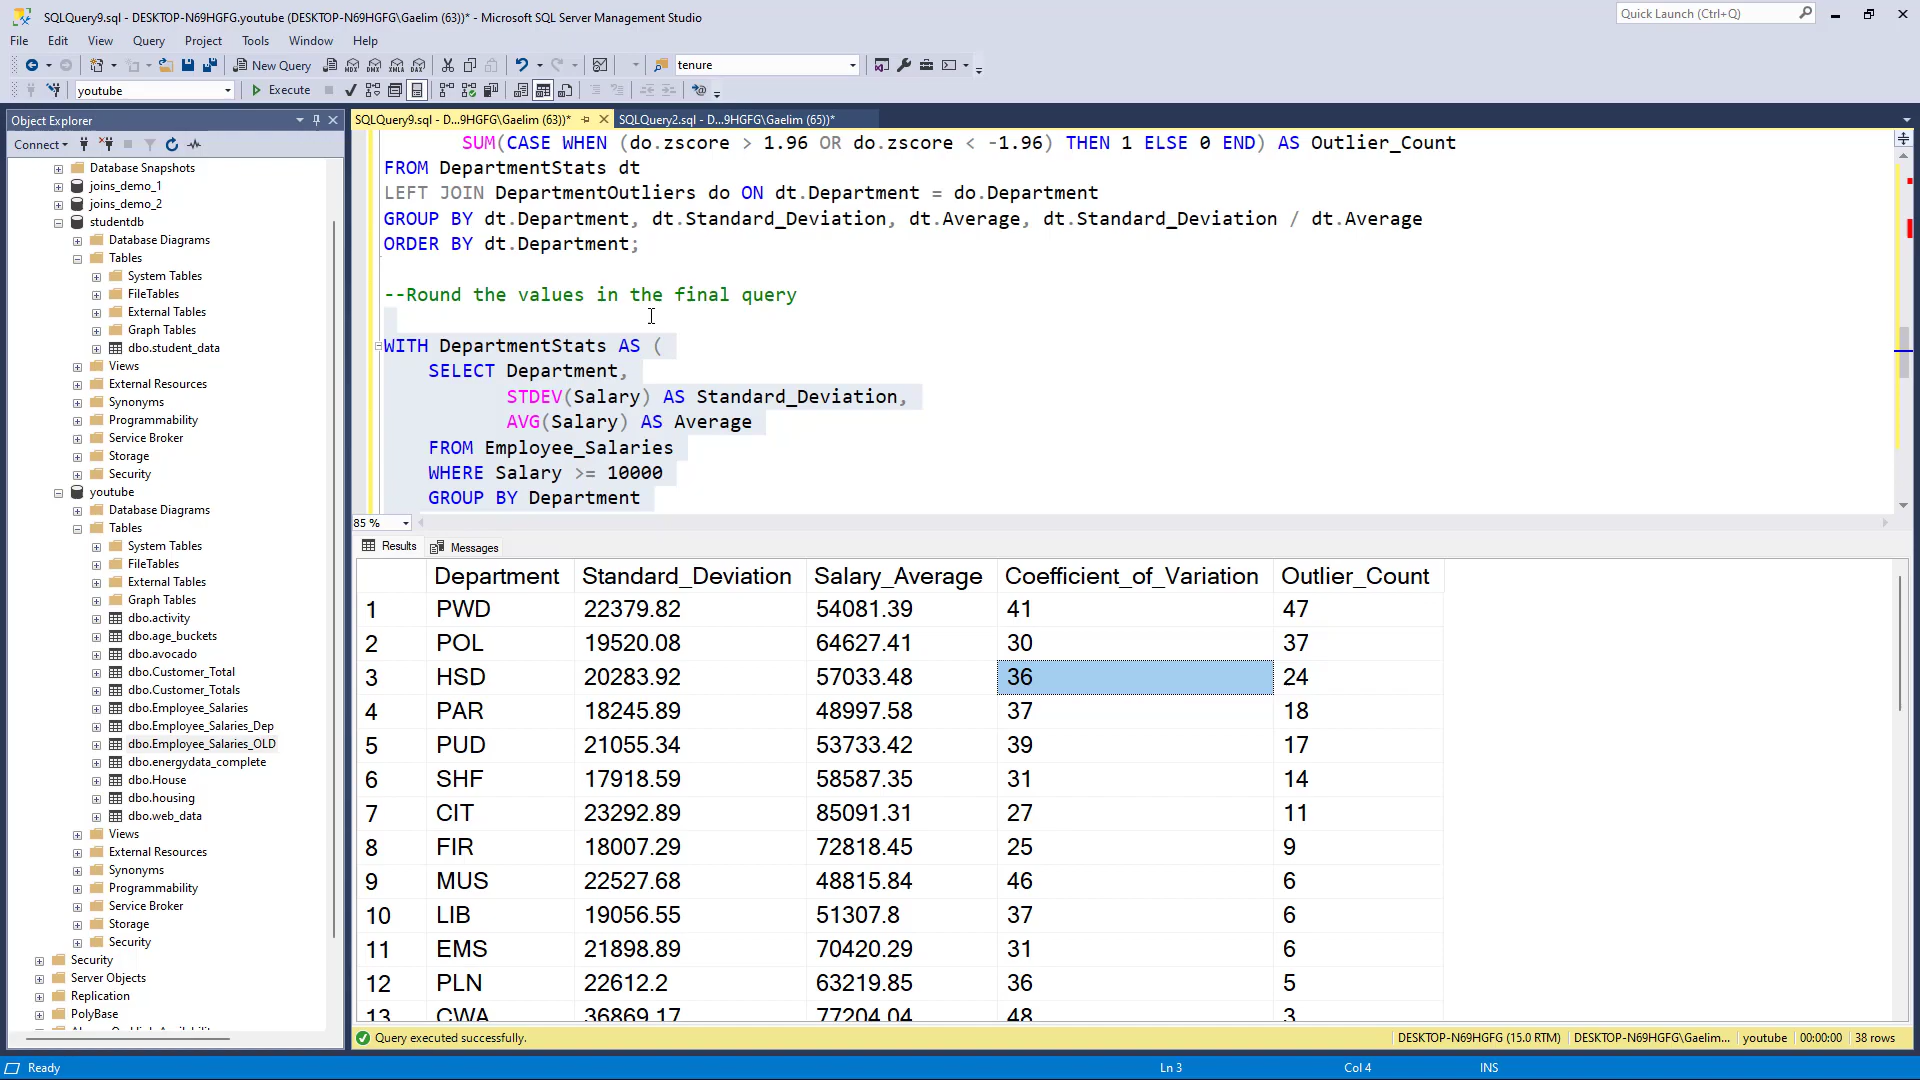 SQLQuery9.sql - DESKTOP-N69HGFG.youtube (DESKTOP-N69HGFG\Gaelim (63))* - Microsoft SQL Server Management Studio
Quick Launch (Ctrl+Q)
File Edit View Query Project Tools Window Help
New Query MDX DMX XMLA DAX tenure
youtube Execute
Object Explorer
SQLQuery9.sql - D...9HGFG\Gaelim (63))*
SQLQuery2.sql - D...9HGFG\Gaelim (65))*
Connect
Database Snapshots
joins_demo_1
joins_demo_2
studentdb
Database Diagrams
Tables
System Tables
FileTables
External Tables
Graph Tables
dbo.student_data
Views
External Resources
Synonyms
Programmability
Service Broker
Storage
Security
youtube
Database Diagrams
Tables
System Tables
FileTables
External Tables
Graph Tables
dbo.activity
dbo.age_buckets
dbo.avocado
dbo.Customer_Total
dbo.Customer_Totals
dbo.Employee_Salaries
dbo.Employee_Salaries_Dep
dbo.Employee_Salaries_OLD
dbo.energydata_complete
dbo.House
dbo.housing
dbo.web_data
Views
External Resources
Synonyms
Programmability
Service Broker
Storage
Security
Security
Server Objects
Replication
PolyBase
SUM(CASE WHEN (do.zscore > 1.96 OR do.zscore < -1.96) THEN 1 ELSE 0 END) AS Outlier_Count
FROM DepartmentStats dt
LEFT JOIN DepartmentOutliers do ON dt.Department = do.Department
GROUP BY dt.Department, dt.Standard_Deviation, dt.Average, dt.Standard_Deviation / dt.Average
ORDER BY dt.Department;
--Round the values in the final query
WITH DepartmentStats AS (
SELECT Department,
STDEV(Salary) AS Standard_Deviation,
AVG(Salary) AS Average
FROM Employee_Salaries
WHERE Salary >= 10000
GROUP BY Department
85 %
Results Messages
Department Standard_Deviation Salary_Average Coefficient_of_Variation Outlier_Count
1 PWD 22379.82 54081.39 41 47
2 POL 19520.08 64627.41 30 37
3 HSD 20283.92 57033.48 36 24
4 PAR 18245.89 48997.58 37 18
5 PUD 21055.34 53733.42 39 17
6 SHF 17918.59 58587.35 31 14
7 CIT 23292.89 85091.31 27 11
8 FIR 18007.29 72818.45 25 9
9 MUS 22527.68 48815.84 46 6
10 LIB 19056.55 51307.8 37 6
11 EMS 21898.89 70420.29 31 6
12 PLN 22612.2 63219.85 36 5
13 CWA 36869.17 77204.04 48 3
Query executed successfully.
DESKTOP-N69HGFG (15.0 RTM) DESKTOP-N69HGFG\Gaelim... youtube 00:00:00 38 rows
Ready Ln 3 Col 4 INS